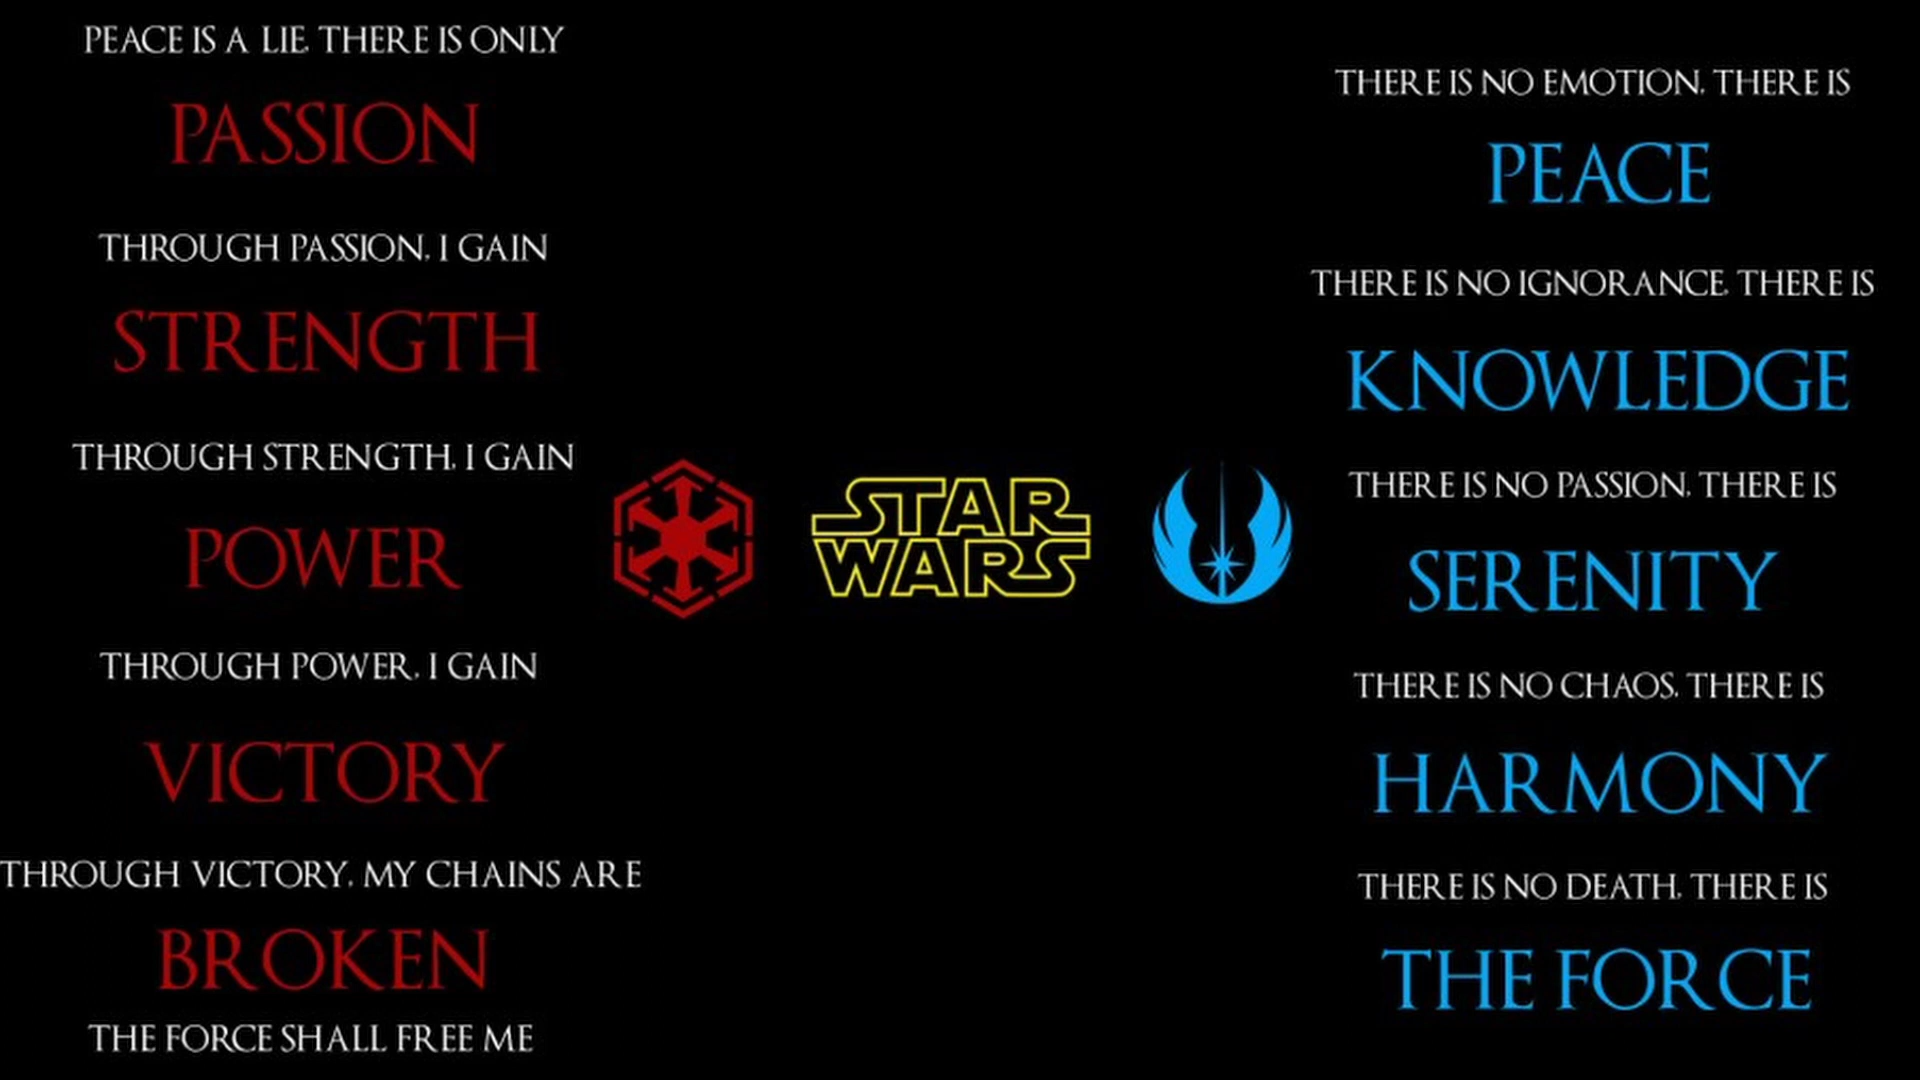 PEACE IS A LIE, THERE IS ONLY
PASSION
THROUGH PASSION, I GAIN
STRENGTH
THROUGH STRENGTH, I GAIN
POWER
THROUGH POWER, I GAIN
VICTORY
THROUGH VICTORY, MY CHAINS ARE
BROKEN
THE FORCE SHALL FREE ME
STAR
WARS
THERE IS NO EMOTION, THERE IS
PEACE
THERE IS NO IGNORANCE, THERE IS
KNOWLEDGE
THERE IS NO PASSION, THERE IS
SERENITY
THERE IS NO CHAOS, THERE IS
HARMONY
THERE IS NO DEATH, THERE IS
THE FORCE